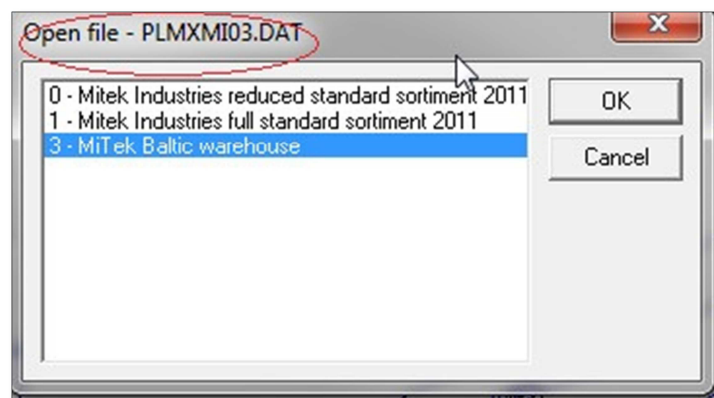 Open file - PLMXMI03.DAT
0 - Mitek Industries reduced standard sortiment 2011
OK
1 - Mitek Industries full standard sortiment 2011
3 - MiTek Baltic warehouse
Cancel